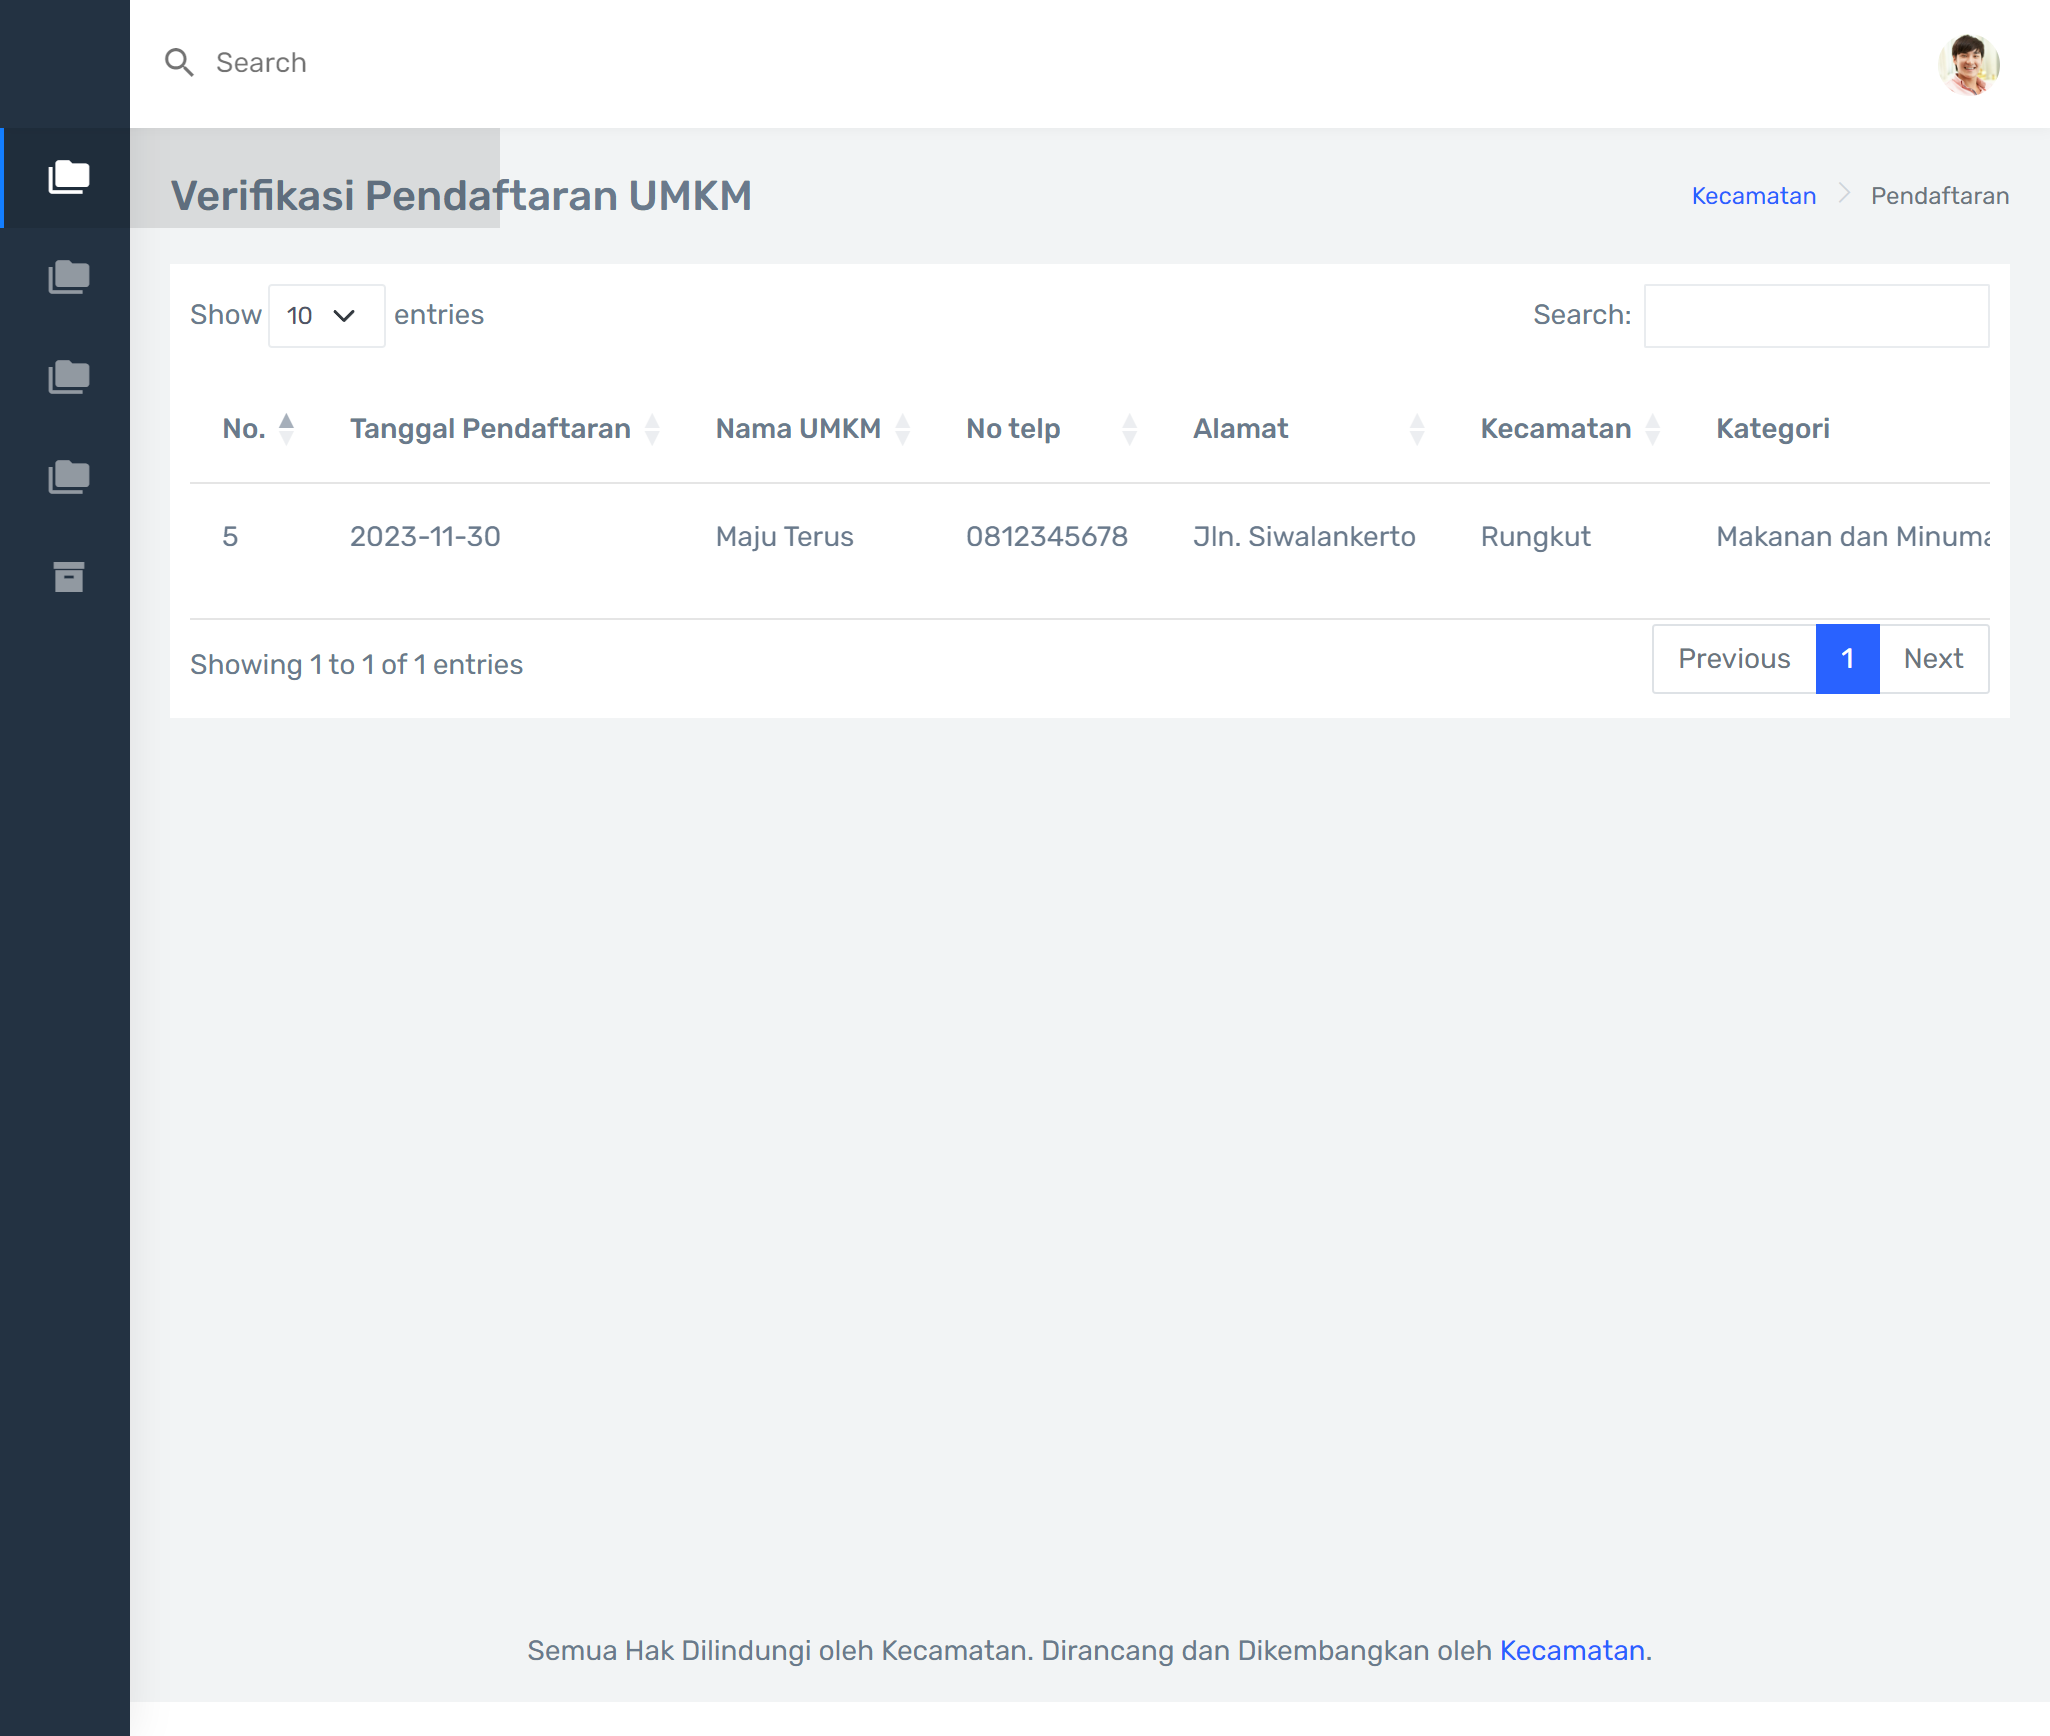 Search
Verifikasi Pendaftaran UMKM
Kecamatan > Pendaftaran
Show 10 entries
Search:
No. Tanggal Pendaftaran Nama UMKM No telp Alamat Kecamatan Kategori
5 2023-11-30 Maju Terus 0812345678 Jln. Siwalankerto Rungkut Makanan dan Minuma
Showing 1 to 1 of 1 entries
Previous 1 Next
Semua Hak Dilindungi oleh Kecamatan. Dirancang dan Dikembangkan oleh Kecamatan.